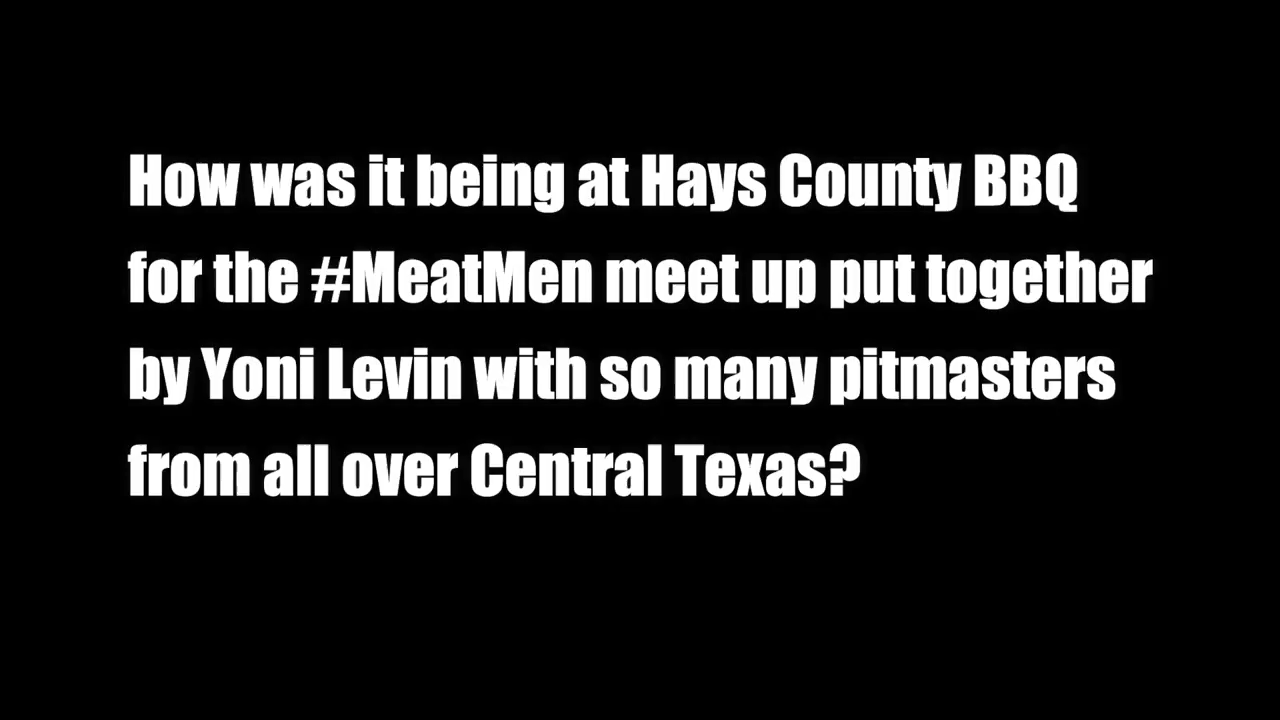 How was it being at Hays County BBQ
for the #MeatMen meet up put together
by Yoni Levin with so many pitmasters
from all over Central Texas?